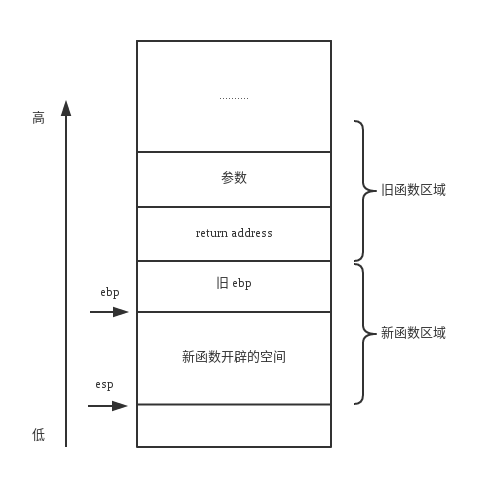 ..........
高
参数
旧函数区域
return address
旧 ebp
ebp
新函数区域
新函数开辟的空间
esp
低